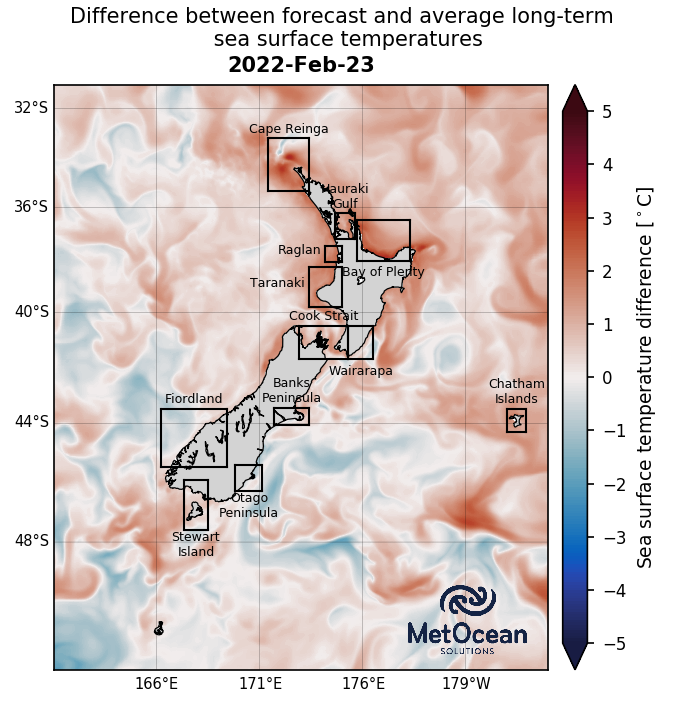 Difference between forecast and average long-term
sea surface temperatures
2022-Feb-23
32°S
36°S
40°S
44°S
48°S
166°E
171°E
176°E
179°W
Cape Reinga
Hauraki
Gulf
Raglan
Bay of Plenty
Taranaki
Cook Strait
Wairarapa
Banks
Peninsula
Fiordland
Chatham
Islands
Otago
Peninsula
Stewart
Island
MetOcean
SOLUTIONS
5
4
3
2
1
0
−1
−2
−3
−4
−5
Sea surface temperature difference [°C]